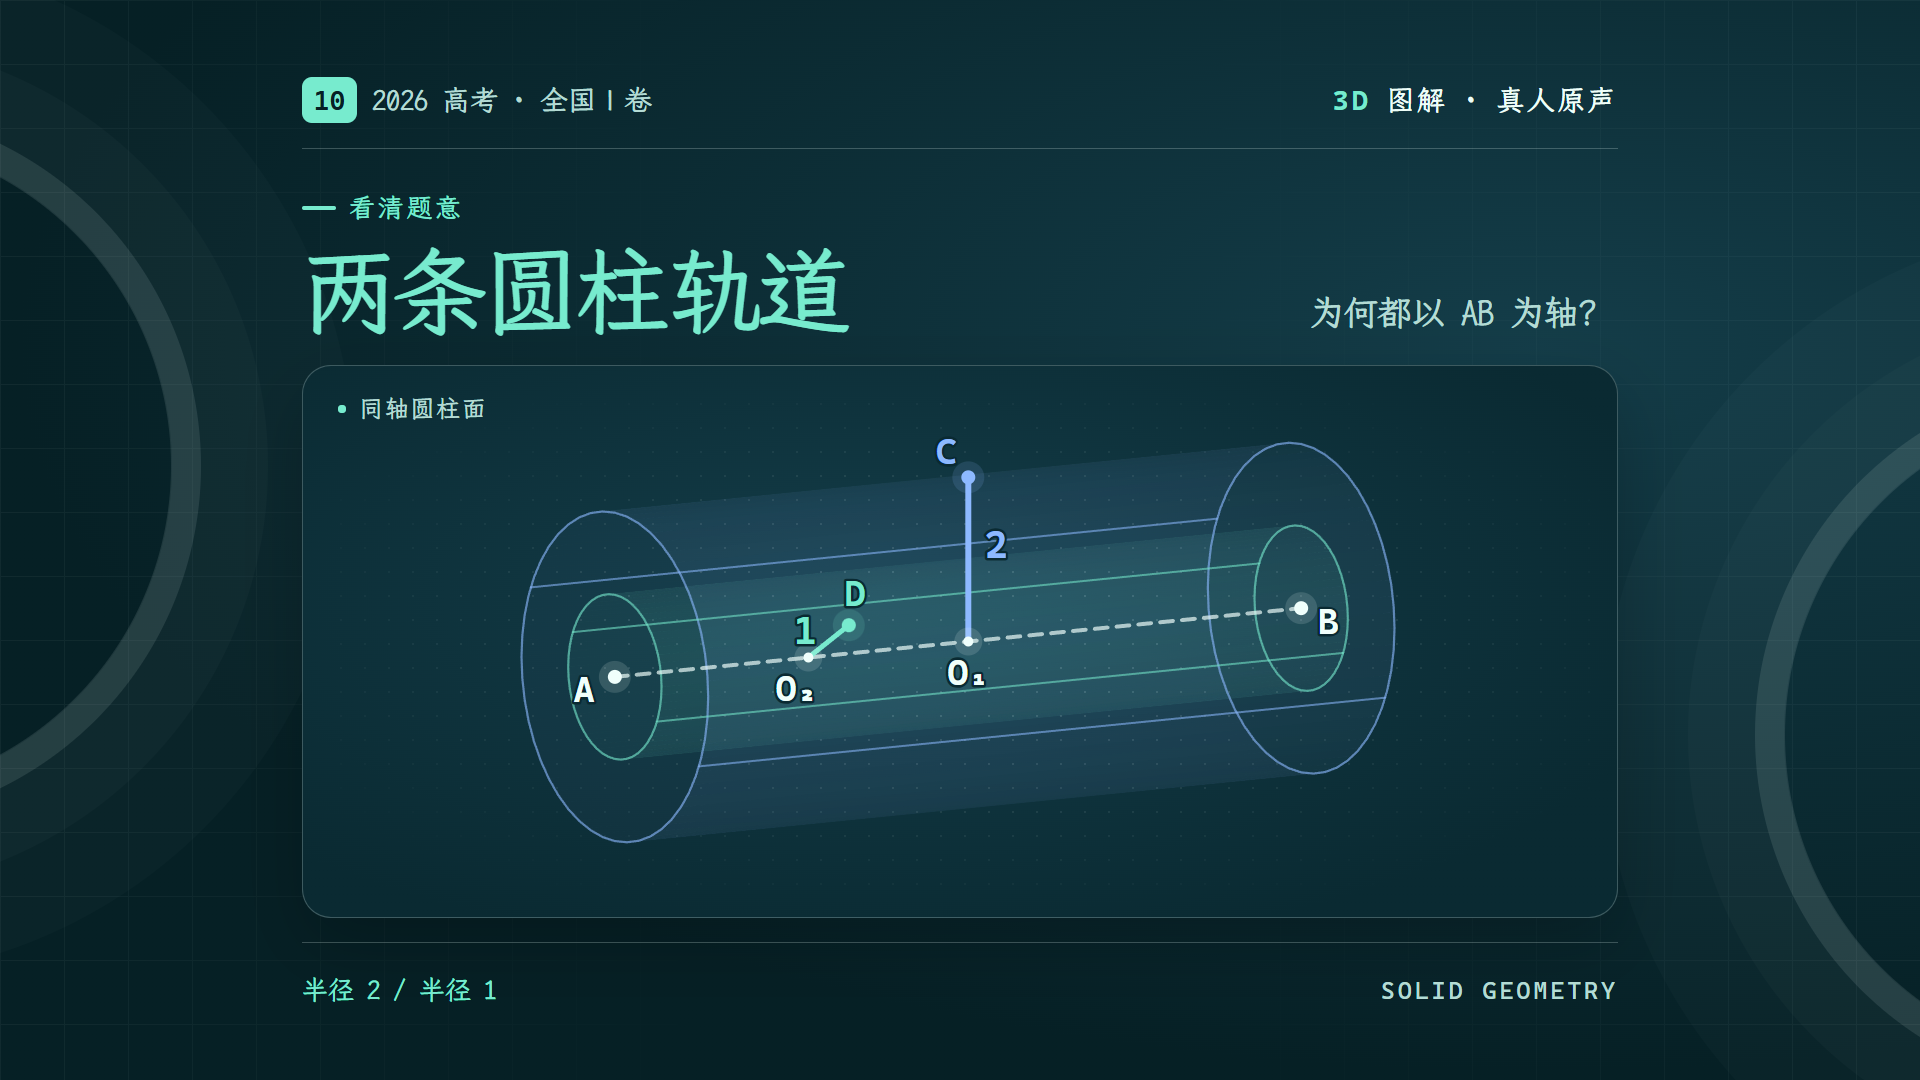 10 2026 高考 · 全国 I 卷
3D 图解 · 真人原声
看清题意
两条圆柱轨道
为何都以 AB 为轴?
同轴圆柱面
C
2
D
1
B
O₁
A
O₂
半径 2 / 半径 1
SOLID GEOMETRY